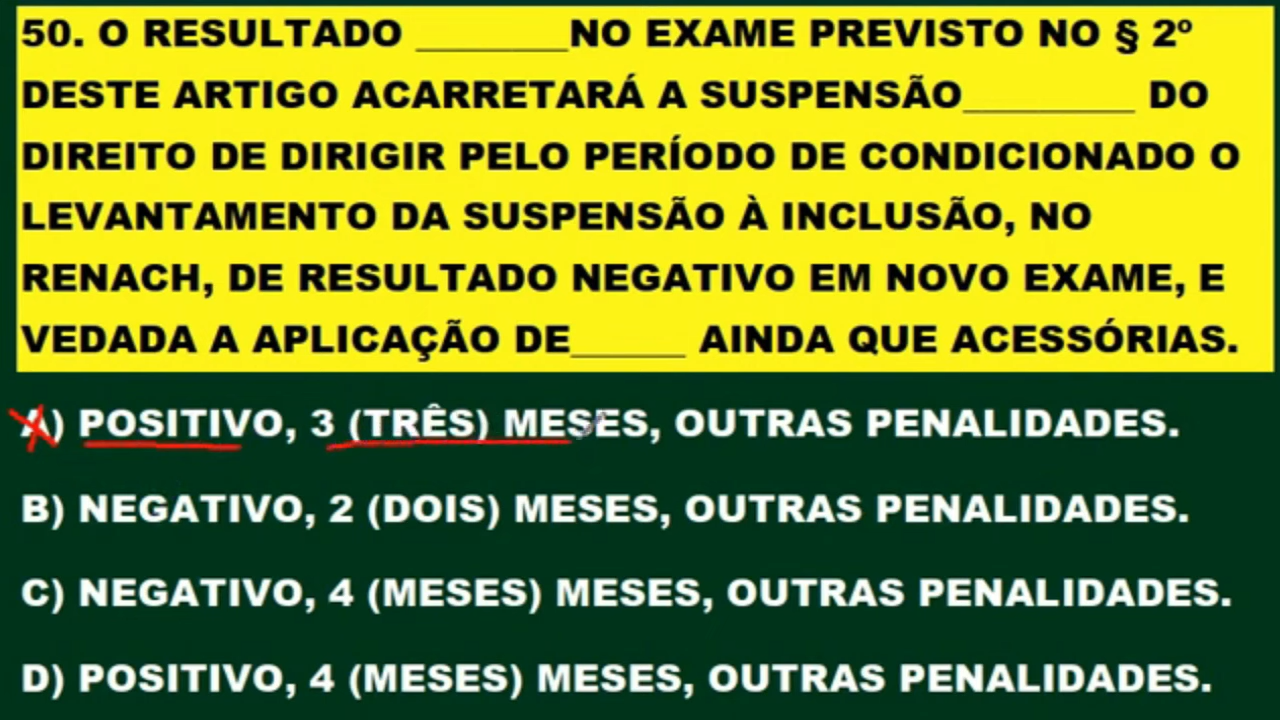 50. O RESULTADO ________NO EXAME PREVISTO NO § 2º
DESTE ARTIGO ACARRETARÁ A SUSPENSÃO_________ DO
DIREITO DE DIRIGIR PELO PERÍODO DE CONDICIONADO O
LEVANTAMENTO DA SUSPENSÃO À INCLUSÃO, NO
RENACH, DE RESULTADO NEGATIVO EM NOVO EXAME, E
VEDADA A APLICAÇÃO DE______ AINDA QUE ACESSÓRIAS.
A) POSITIVO, 3 (TRÊS) MESES, OUTRAS PENALIDADES.
B) NEGATIVO, 2 (DOIS) MESES, OUTRAS PENALIDADES.
C) NEGATIVO, 4 (MESES) MESES, OUTRAS PENALIDADES.
D) POSITIVO, 4 (MESES) MESES, OUTRAS PENALIDADES.